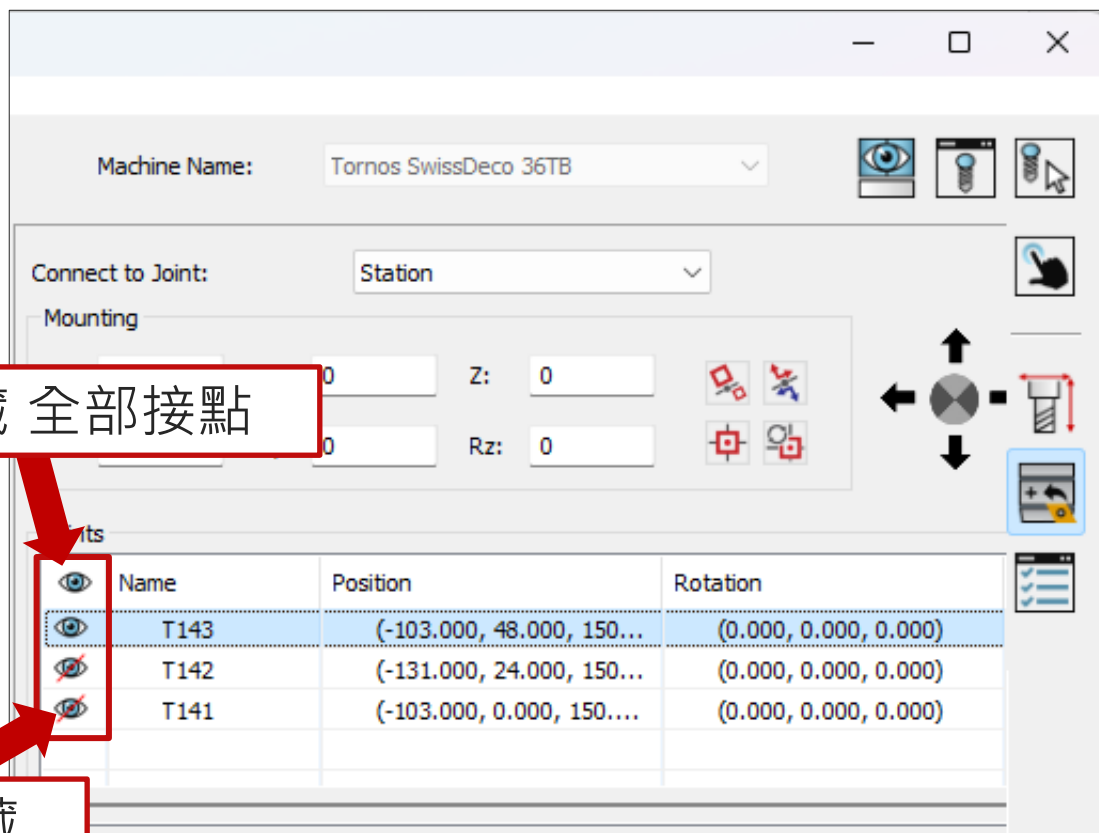 Machine Name: Tornos SwissDeco 36TB
Connect to Joint: Station
Mounting
0 Z: 0
全部接點
0 Rz: 0
Name Position Rotation
T143 (-103.000, 48.000, 150... (0.000, 0.000, 0.000)
T142 (-131.000, 24.000, 150... (0.000, 0.000, 0.000)
T141 (-103.000, 0.000, 150.... (0.000, 0.000, 0.000)